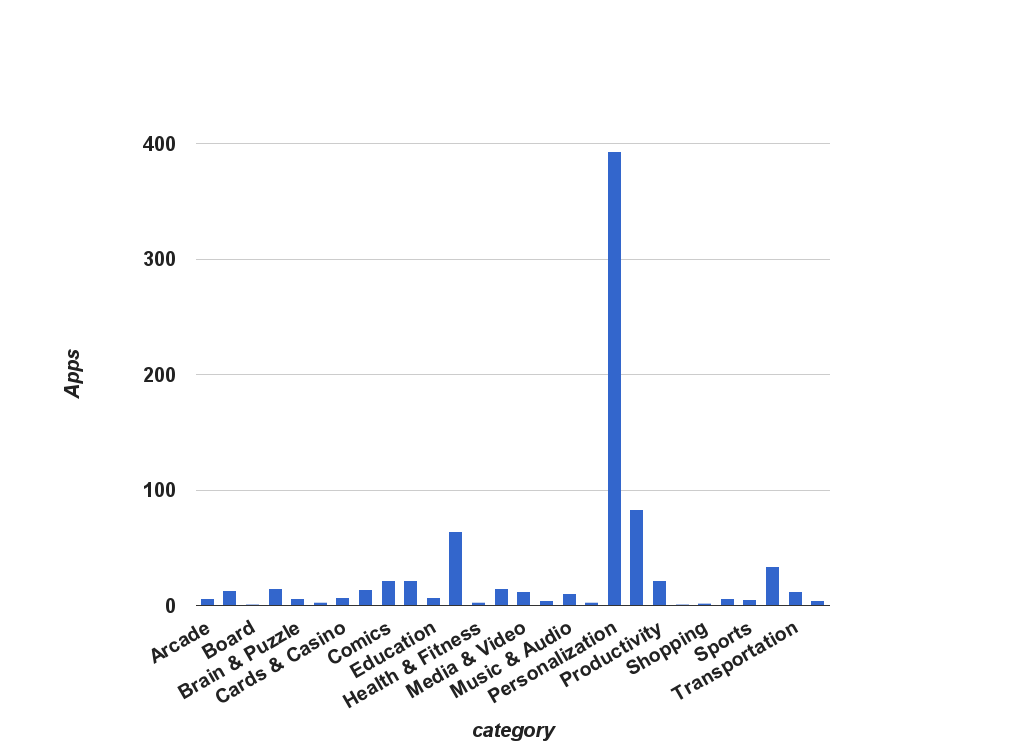 400
300
200
100
0
Apps
Arcade
Board
Brain & Puzzle
Cards & Casino
Comics
Education
Health & Fitness
Media & Video
Music & Audio
Personalization
Productivity
Shopping
Sports
Transportation
category